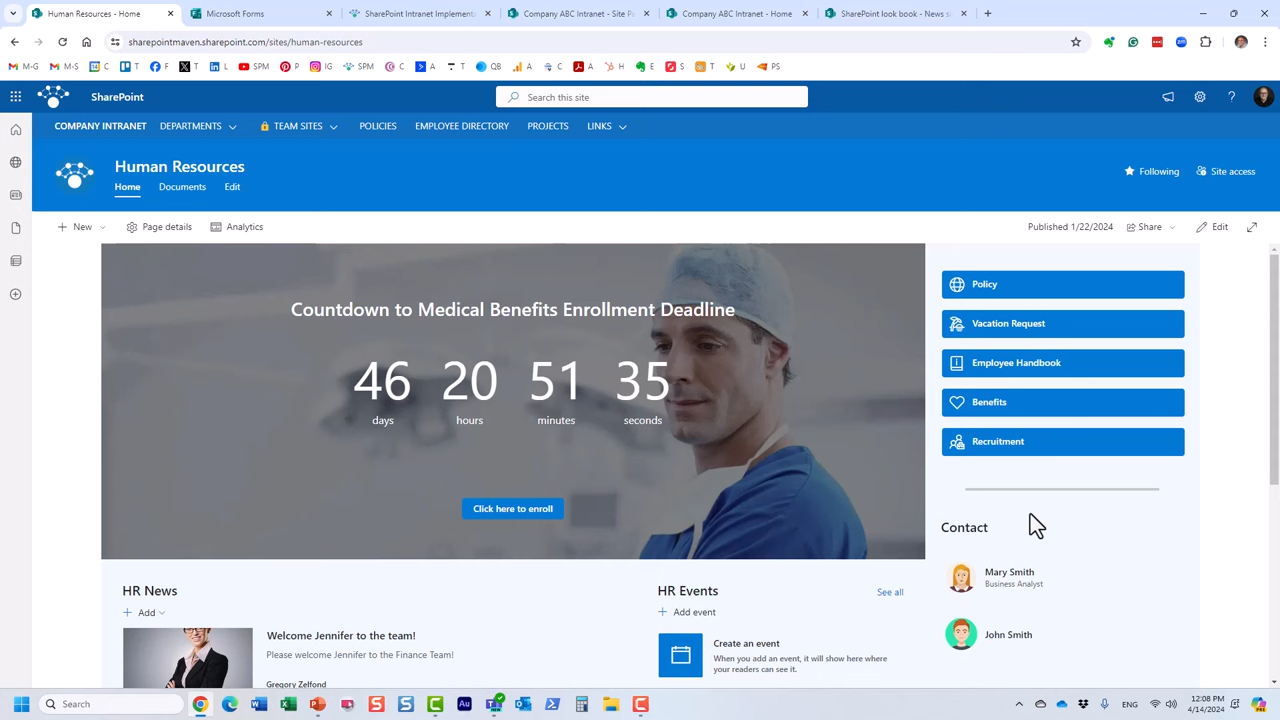 Human Resources - Home
Microsoft Forms
SharePoint Intranet Implement
Company ABC Intranet - Site P
Company ABC Intranet - Home
SharePoint look book - News s
sharepointmaven.sharepoint.com/sites/human-resources
M-G
M-S
C
T
F
X
LI
SPM
P
IG
SPM
C
A
T
QB
A
C
A
H
E
S
T
U
PS
SharePoint
Search this site
COMPANY INTRANET
DEPARTMENTS
TEAM SITES
POLICIES
EMPLOYEE DIRECTORY
PROJECTS
LINKS
Human Resources
Home
Documents
Edit
Following
Site access
New
Page details
Analytics
Published 1/22/2024
Share
Edit
Countdown to Medical Benefits Enrollment Deadline
46 20 51 35
days hours minutes seconds
Click here to enroll
Policy
Vacation Request
Employee Handbook
Benefits
Recruitment
Contact
Mary Smith
Business Analyst
John Smith
HR News
Add
Welcome Jennifer to the team!
Please welcome Jennifer to the Finance Team!
Gregory Zelfond
HR Events
See all
Add event
Create an event
When you add an event, it will show here where
your readers can see it.
Search
ENG
12:08 PM
4/14/2024